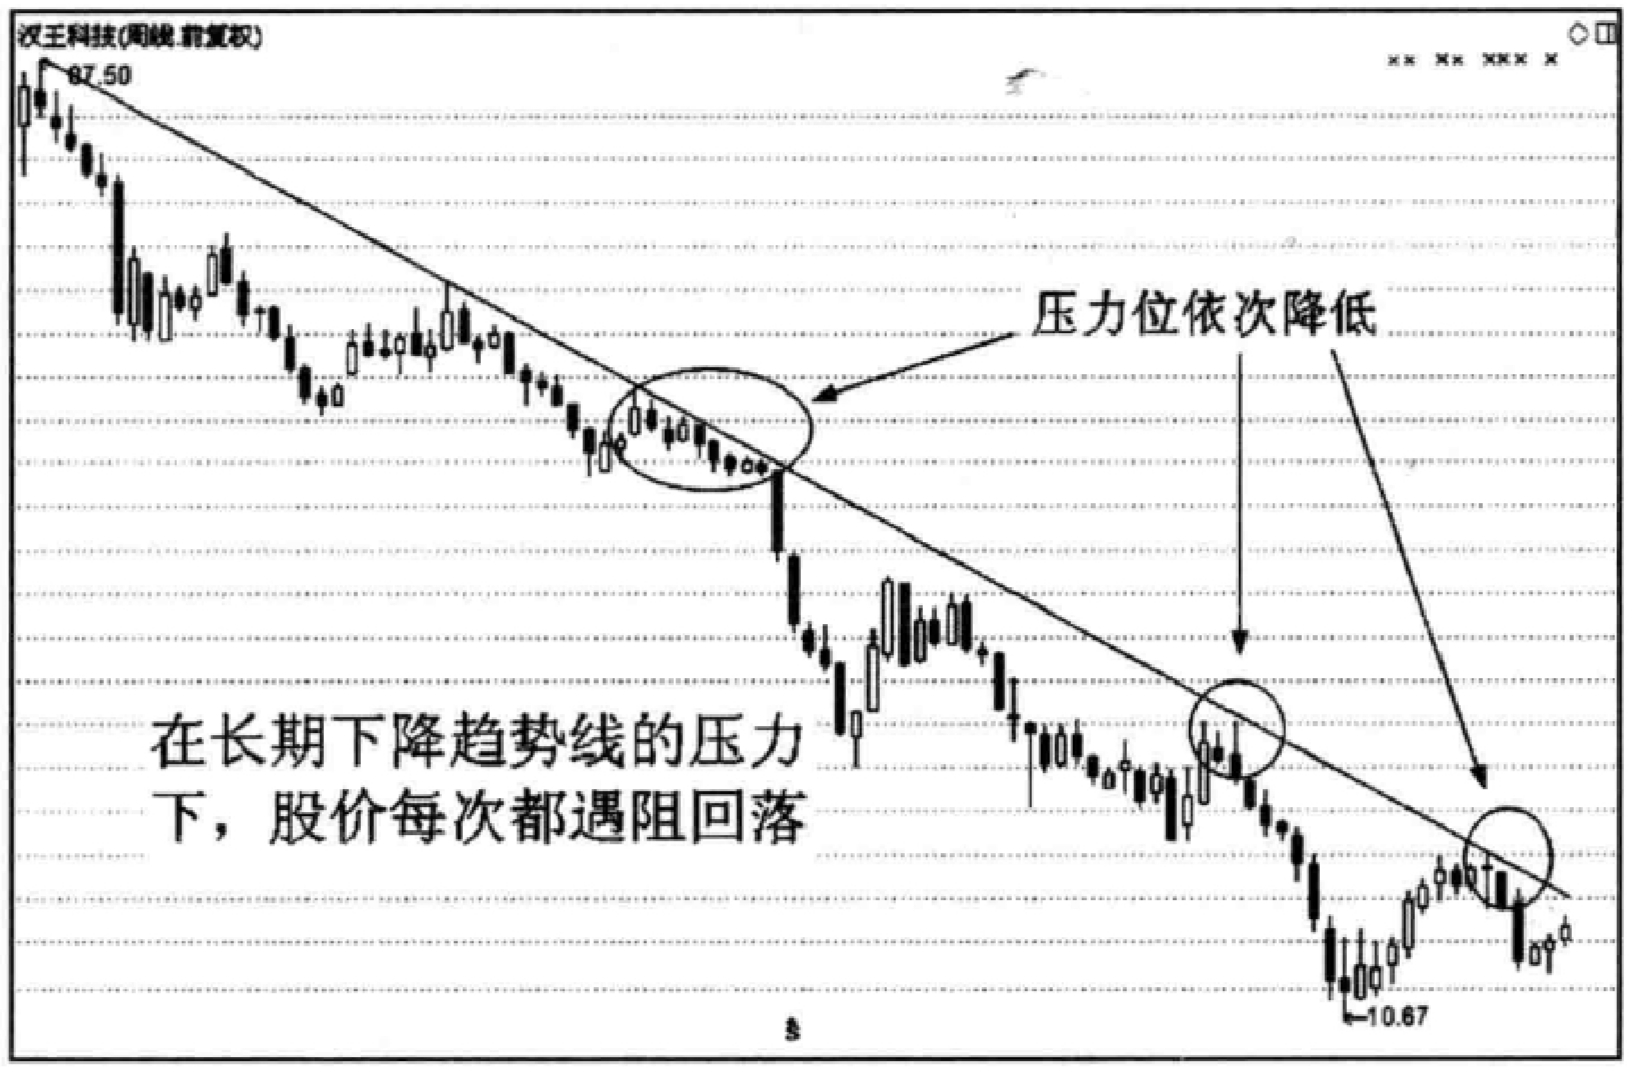 汉王科技(周线.前复权)
87.50
×× ×× ××× ×
压力位依次降低
在长期下降趋势线的压力
下，股价每次都遇阻回落
←10.67